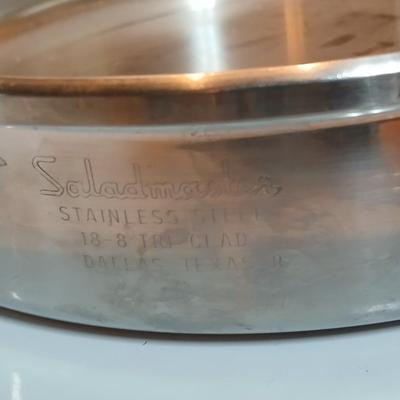 Saladmaster
STAINLESS STEEL
18-8 TRI-CLAD
DALLAS, TEXAS